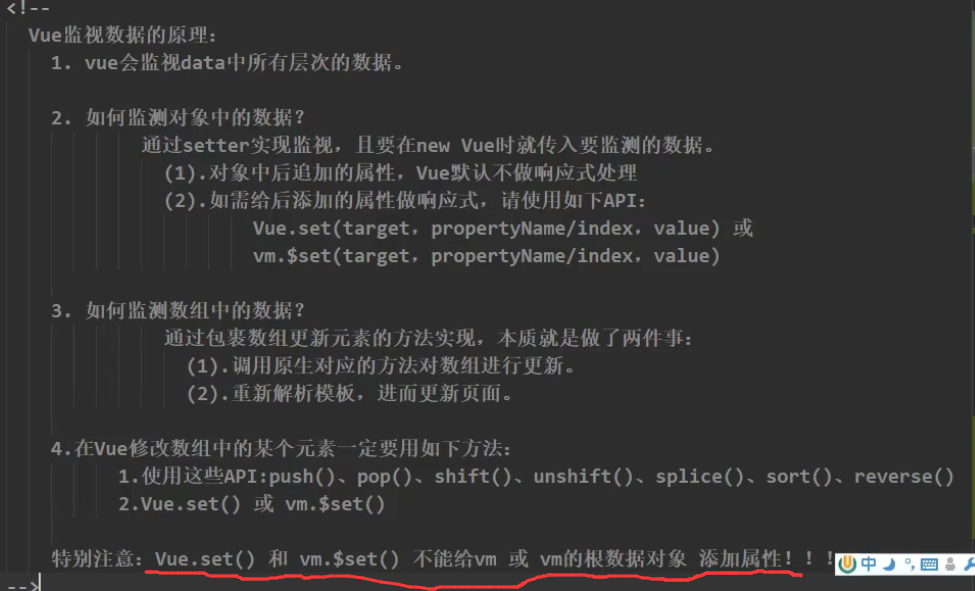 <!--
Vue监视数据的原理：
1. vue会监视data中所有层次的数据。
2. 如何监测对象中的数据？
通过setter实现监视，且要在new Vue时就传入要监测的数据。
(1).对象中后追加的属性，Vue默认不做响应式处理
(2).如需给后添加的属性做响应式，请使用如下API：
Vue.set(target，propertyName/index，value) 或
vm.$set(target，propertyName/index，value)
3. 如何监测数组中的数据？
通过包裹数组更新元素的方法实现，本质就是做了两件事：
(1).调用原生对应的方法对数组进行更新。
(2).重新解析模板，进而更新页面。
4.在Vue修改数组中的某个元素一定要用如下方法：
1.使用这些API:push()、pop()、shift()、unshift()、splice()、sort()、reverse()
2.Vue.set() 或 vm.$set()
特别注意：Vue.set() 和 vm.$set() 不能给vm 或 vm的根数据对象 添加属性！！！
中
-->